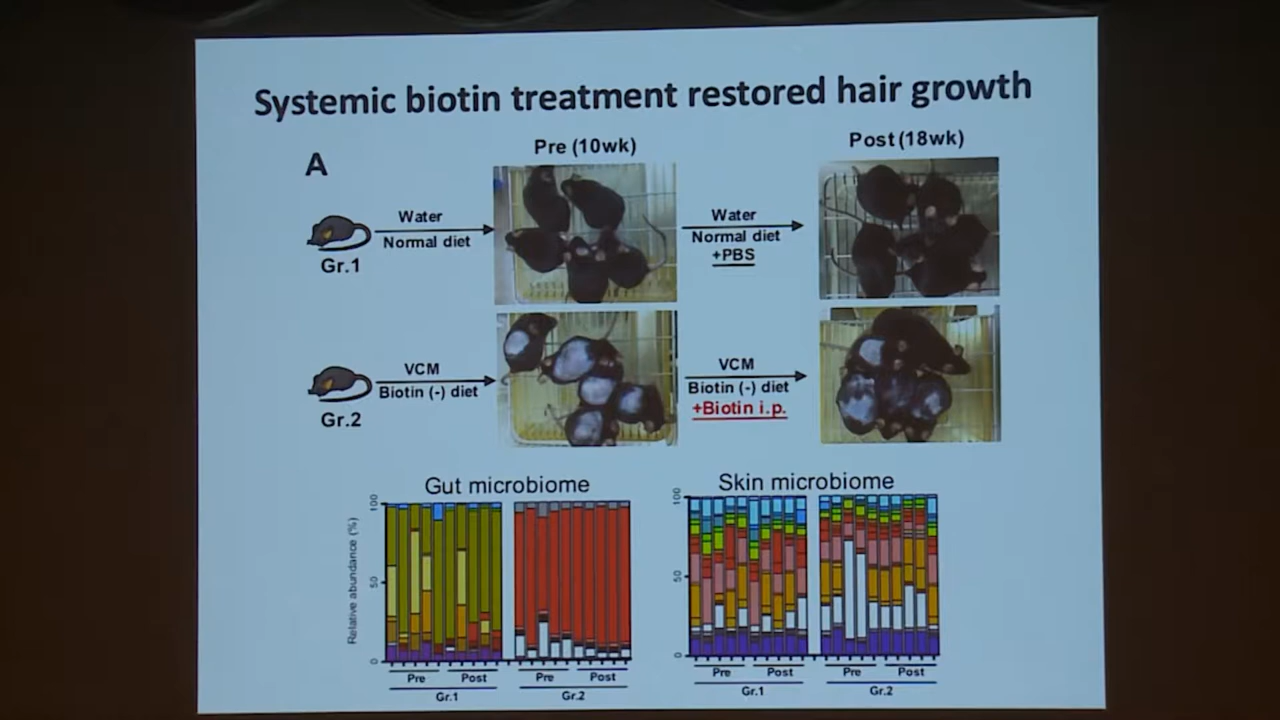 Systemic biotin treatment restored hair growth
A
Pre (10wk)
Post (18wk)
Water
Normal diet
Gr.1
Water
Normal diet
+PBS
VCM
Biotin (-) diet
Gr.2
VCM
Biotin (-) diet
+Biotin i.p.
Gut microbiome
Relative abundance (%)
100
50
0
Pre
Post
Gr.1
Pre
Post
Gr.2
Skin microbiome
100
50
0
Pre
Post
Gr.1
Pre
Post
Gr.2